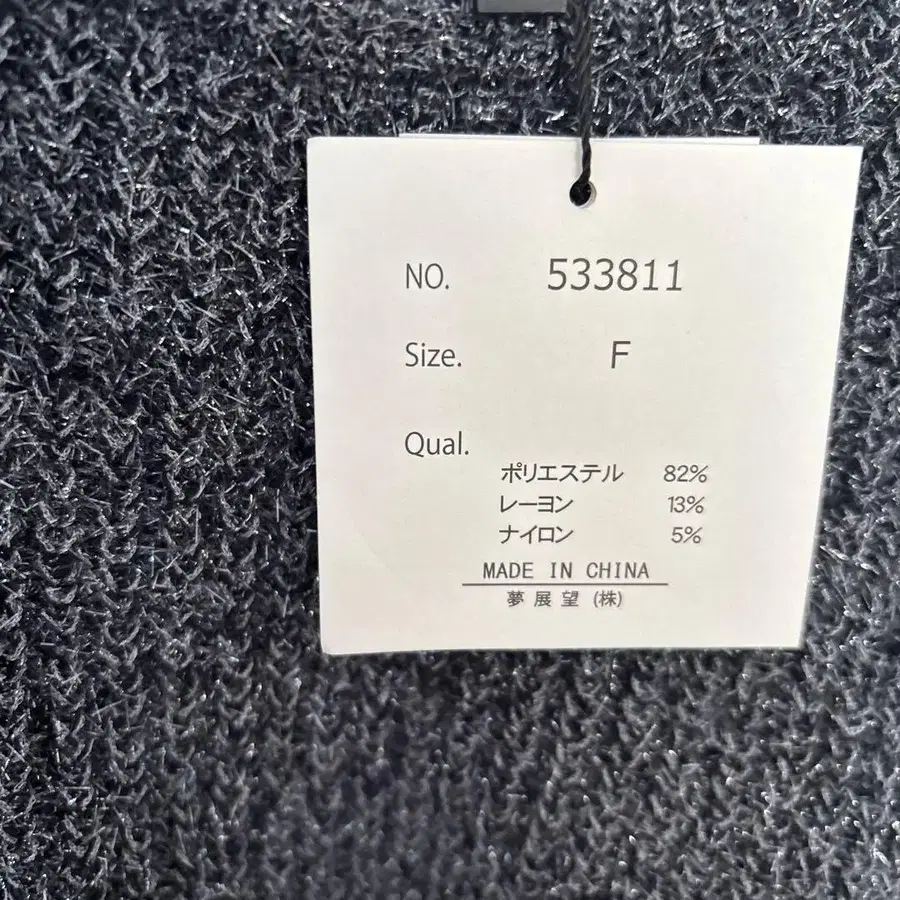 NO. 533811
Size. F
Qual.
ポリエステル 82%
レーヨン 13%
ナイロン 5%
MADE IN CHINA
夢展望 (株)